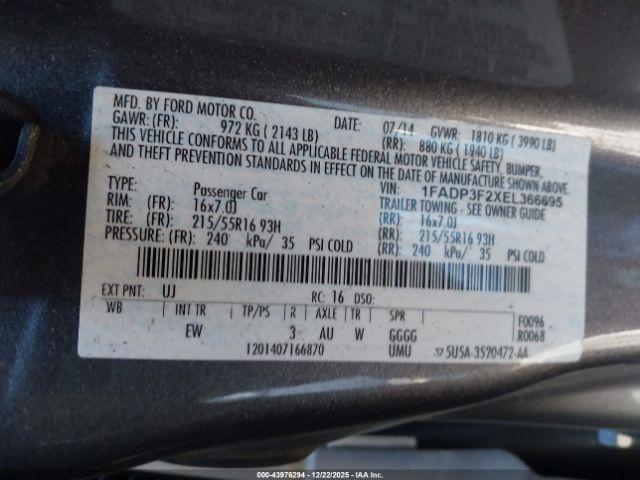 MFD. BY FORD MOTOR CO.
DATE: 07/14 GVWR: 1810 KG ( 3990 LB)
GAWR: (FR): 972 KG ( 2143 LB) (RR): 880 KG ( 1940 LB)
THIS VEHICLE CONFORMS TO ALL APPLICABLE FEDERAL MOTOR VEHICLE SAFETY, BUMPER,
AND THEFT PREVENTION STANDARDS IN EFFECT ON THE DATE OF MANUFACTURE SHOWN ABOVE.
VIN: 1FADP3F2XEL366695
TYPE: Passenger Car TRAILER TOWING - SEE OWNER GUIDE
RIM: (FR): 16x7.0J (RR): 16x7.0J
TIRE: (FR): 215/55R16 93H (RR): 215/55R16 93H
PRESSURE: (FR): 240 kPa/ 35 PSI COLD (RR): 240 kPa/ 35 PSI COLD
EXT PNT: UJ RC: 16 DSO:
WB INT TR TP/PS R AXLE TR SPR F0096
EW 3 AU W GGGG R0068
1201407166870 UMU 5U5A-3520472-AA
000-43976294 - 12/22/2025 - IAAI.com